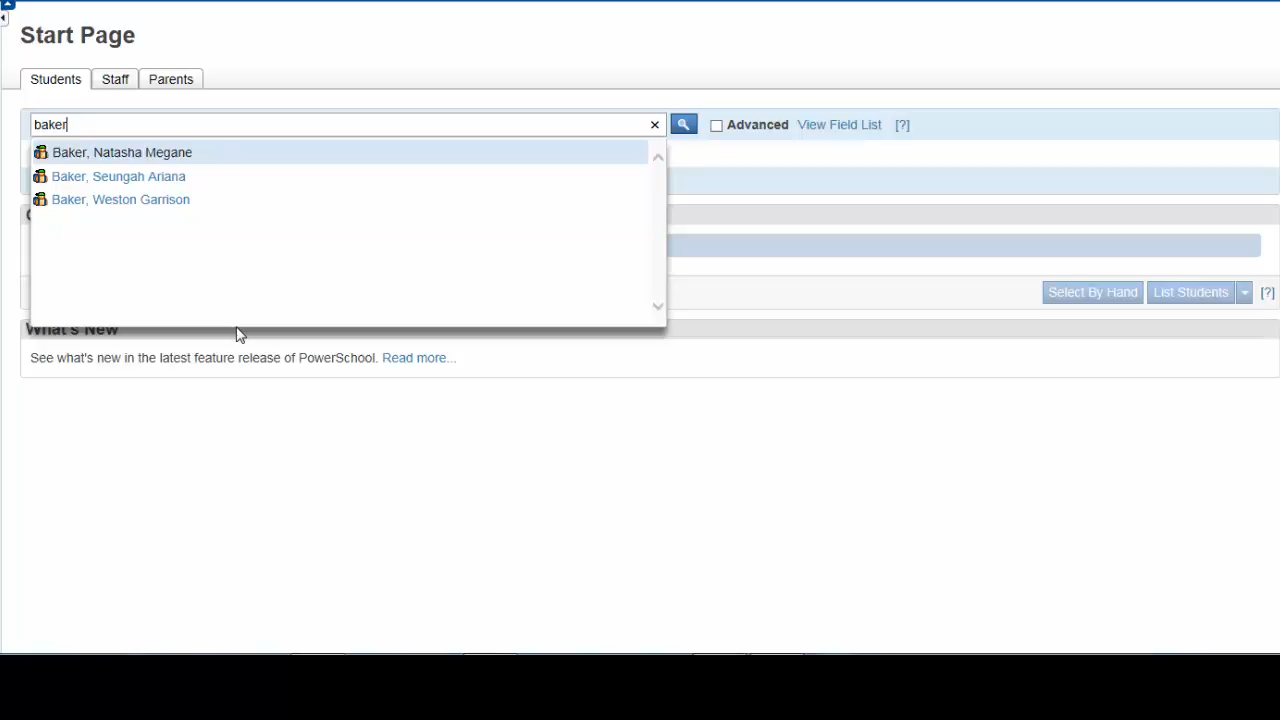 Start Page
Students Staff Parents
baker × Advanced View Field List [?]
Baker, Natasha Megane
Baker, Seungah Ariana
Baker, Weston Garrison
Select By Hand List Students [?]
What's New
See what's new in the latest feature release of PowerSchool. Read more...